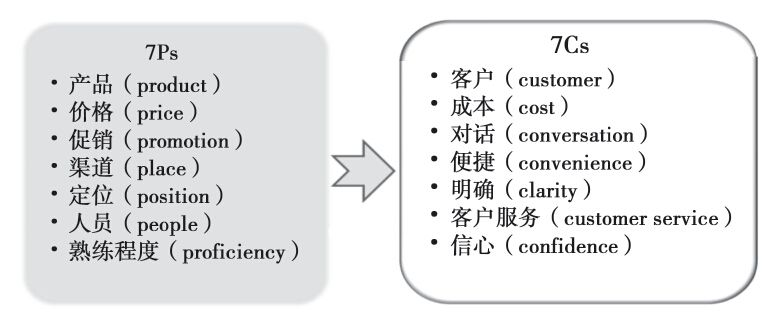 7Ps
• 产品（product）
• 价格（price）
• 促销（promotion）
• 渠道（place）
• 定位（position）
• 人员（people）
• 熟练程度（proficiency）
7Cs
• 客户（customer）
• 成本（cost）
• 对话（conversation）
• 便捷（convenience）
• 明确（clarity）
• 客户服务（customer service）
• 信心（confidence）